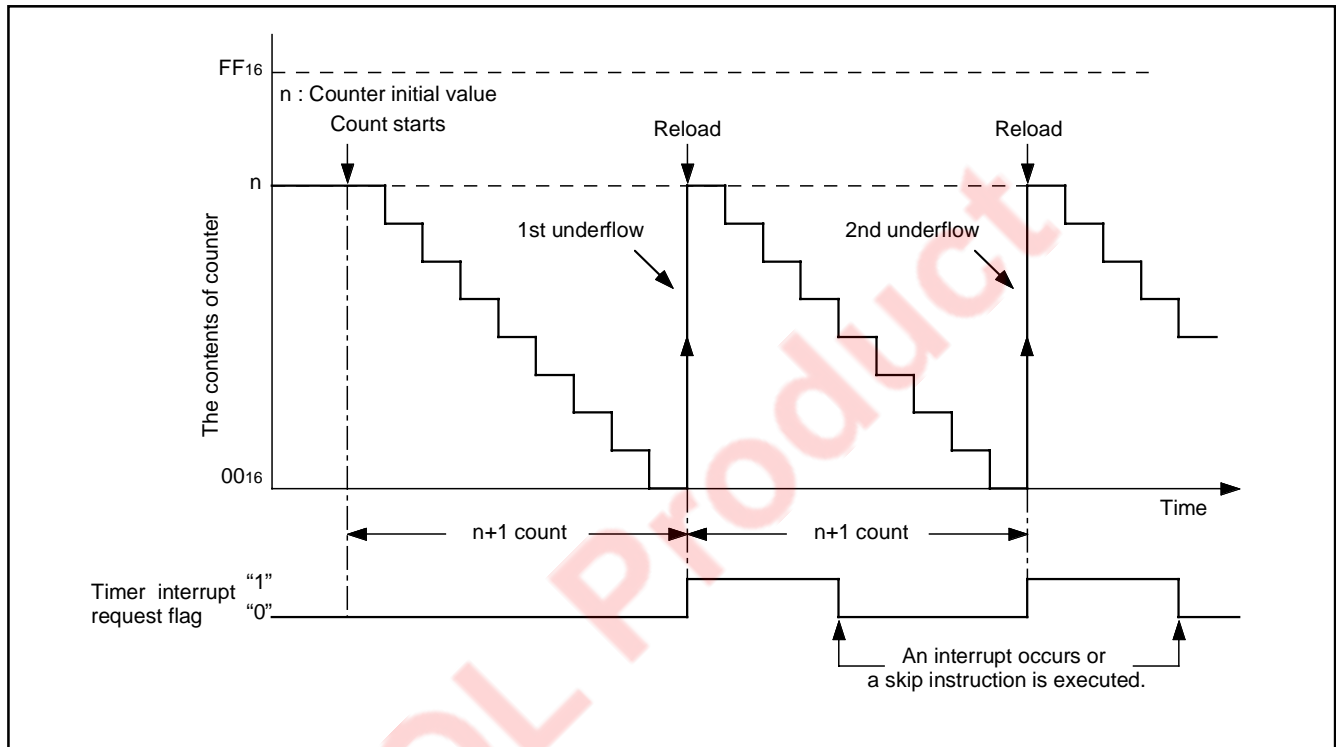 FF16
n : Counter initial value
Count starts
Reload
Reload
n
1st underflow
2nd underflow
The contents of counter
0016
Time
n+1 count
n+1 count
Timer interrupt
request flag
“1”
“0”
An interrupt occurs or
a skip instruction is executed.
OL Product